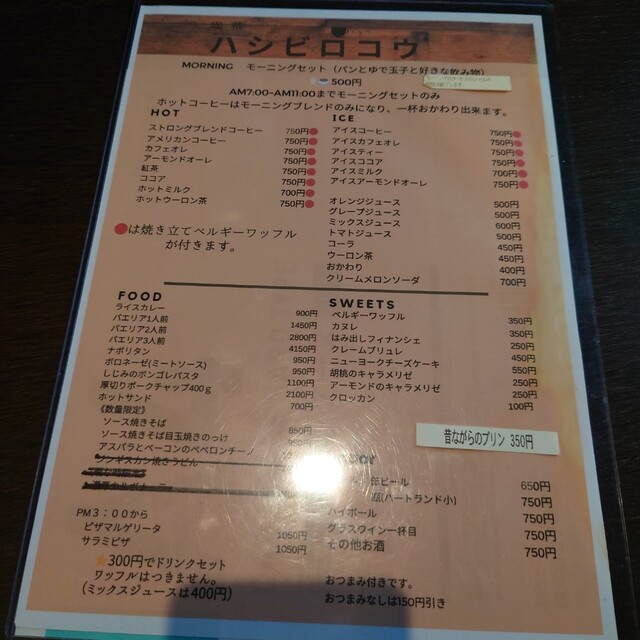 ハシビロコウ
MORNING モーニングセット（パンとゆで玉子と好きな飲み物）
500円
AM7:00~AM11:00までモーニングセットのみ
ホットコーヒーはモーニングブレンドのみになり、一杯おかわり出来ます。
HOT
ストロングブレンドコーヒー 750円
アメリカンコーヒー 750円
カフェオレ 750円
アーモンドオーレ 750円
紅茶 750円
ココア 750円
ホットミルク 700円
ホットウーロン茶 750円
●は焼き立てベルギーワッフル
が付きます。
ICE
アイスコーヒー 750円
アイスカフェオレ 750円
アイスティー 750円
アイスココア 750円
アイスミルク 700円
アイスアーモンドオーレ 750円
オレンジジュース 500円
グレープジュース 500円
ミックスジュース 600円
トマトジュース 500円
コーラ 450円
ウーロン茶 450円
おかわり 400円
クリームメロンソーダ 700円
FOOD
ライスカレー 900円
パエリア1人前 1450円
パエリア2人前 2800円
パエリア3人前 4150円
ナポリタン 950円
ボロネーゼ(ミートソース) 950円
しじみのボンゴレパスタ 1100円
厚切りポークチャップ400g 2100円
ホットサンド 700円
《数量限定》
ソース焼きそば 850円
ソース焼きそば目玉焼きのっけ 950円
アスパラとベーコンのペペロンチーノ
PM3:00から
ピザマルゲリータ 1050円
サラミピザ 1050円
★300円でドリンクセット
ワッフルはつきません。
(ミックスジュースは400円)
SWEETS
ベルギーワッフル 350円
カヌレ 350円
はみ出しフィナンシェ 250円
クレームブリュレ 450円
ニューヨークチーズケーキ 550円
胡桃のキャラメリゼ 250円
アーモンドのキャラメリゼ 250円
クロッカン 100円
昔ながらのプリン 350円
缶ビール 650円
瓶(ハートランド小) 750円
ハイボール 750円
グラスワイン一杯目 750円
その他お酒 750円
おつまみ付きです。
おつまみなしは150円引き